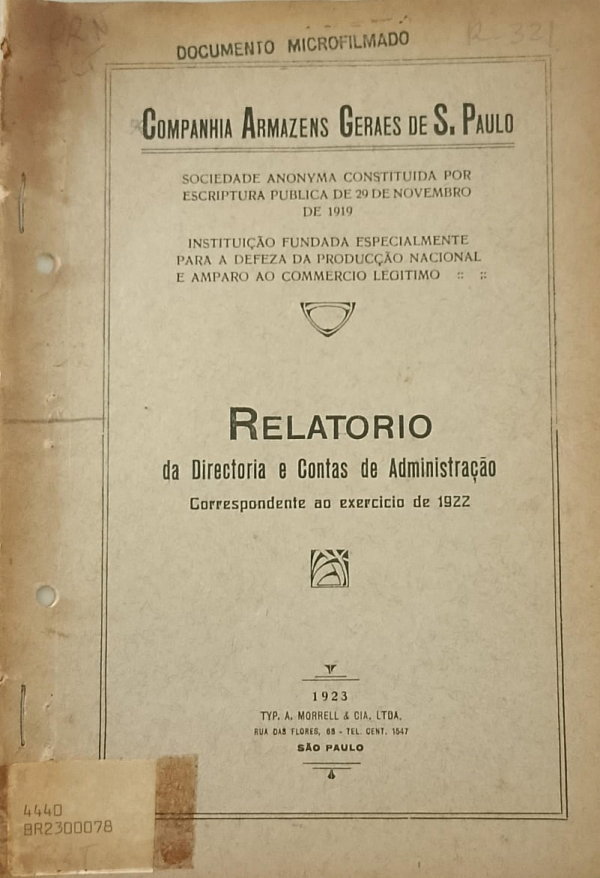 DOCUMENTO MICROFILMADO
R-321
COMPANHIA ARMAZENS GERAES DE S. PAULO
SOCIEDADE ANONYMA CONSTITUIDA POR
ESCRIPTURA PUBLICA DE 29 DE NOVEMBRO
DE 1919
INSTITUIÇÃO FUNDADA ESPECIALMENTE
PARA A DEFEZA DA PRODUCÇÃO NACIONAL
E AMPARO AO COMMERCIO LEGITIMO :: ::
RELATORIO
da Directoria e Contas de Administração
Correspondente ao exercicio de 1922
1923
TYP. A. MORRELL & CIA. LTDA.
RUA DAS FLORES, 68 - TEL. CENT. 1547
SÃO PAULO
4440
BR2300078